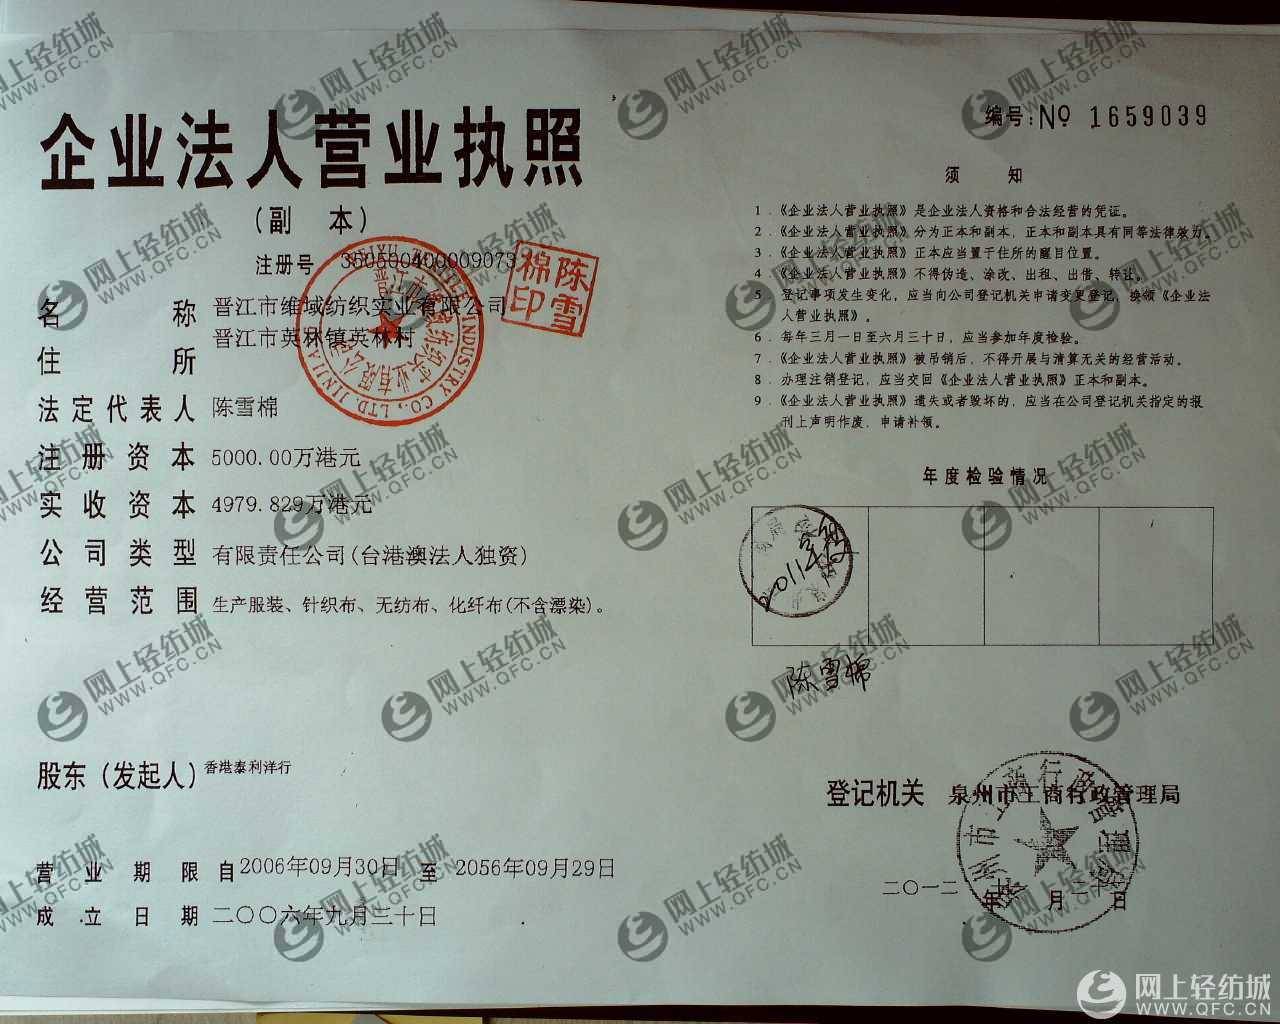 企业法人营业执照
（副 本）
注册号
名 称 晋江市维域纺织实业有限公司
晋江市英林镇英林村
住 所
法定代表人 陈雪棉
注册资本 5000.00万港元
实收资本 4979.829万港元
公司类型 有限责任公司(台港澳法人独资)
经营范围 生产服装、针织布、无纺布、化纤布(不含漂染)。
股东（发起人） 香港泰利洋行
营业期限 自2006年09月30日 至 2056年09月29日
成立日期 二〇〇六年九月三十日
陈雪棉印
编号: No 1659039
须 知
1．《企业法人营业执照》是企业法人资格和合法经营的凭证。
2．《企业法人营业执照》分为正本和副本，正本和副本具有同等法律效力。
3．《企业法人营业执照》正本应当置于住所的醒目位置。
4．《企业法人营业执照》不得伪造、涂改、出租、出借、转让。
5．登记事项发生变化，应当向公司登记机关申请变更登记，换领《企业法
人营业执照》。
6．每年三月一日至六月三十日，应当参加年度检验。
7．《企业法人营业执照》被吊销后，不得开展与清算无关的经营活动。
8．办理注销登记，应当交回《企业法人营业执照》正本和副本。
9．《企业法人营业执照》遗失或者毁坏的，应当在公司登记机关指定的报
刊上声明作废，申请补领。
年度检验情况
2011年
陈雪棉
登记机关 泉州市工商行政管理局
二〇一二年 月 日
网上轻纺城
WWW.QFC.CN